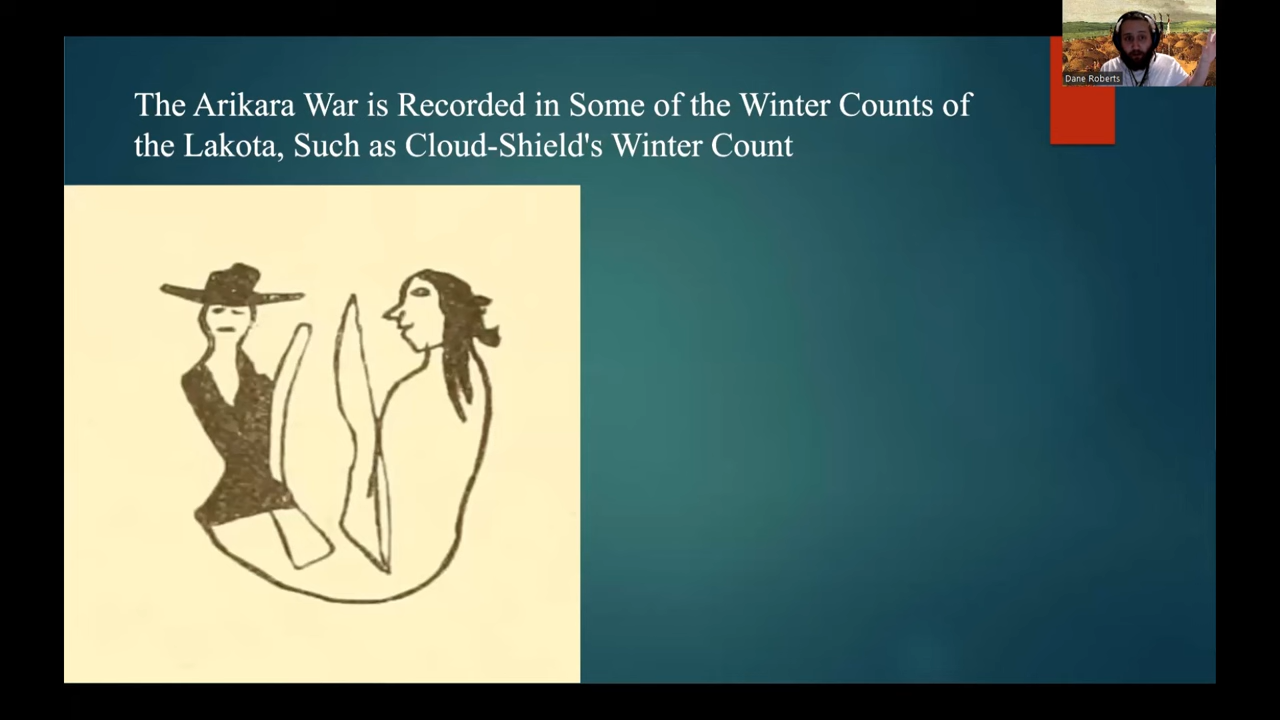 The Arikara War is Recorded in Some of the Winter Counts of
the Lakota, Such as Cloud-Shield's Winter Count
Dane Roberts